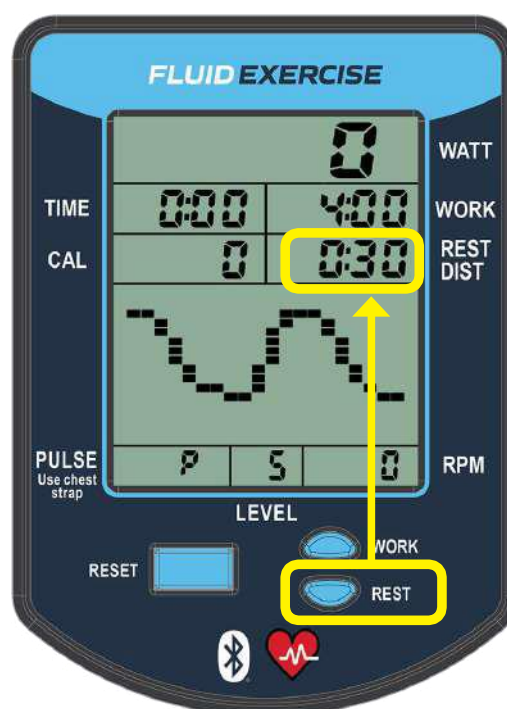 FLUID EXERCISE
0 WATT
TIME 0:00 4:00 WORK
CAL 0 0:30 REST DIST
PULSE Use chest strap P 5 0 RPM
LEVEL
WORK
RESET
REST